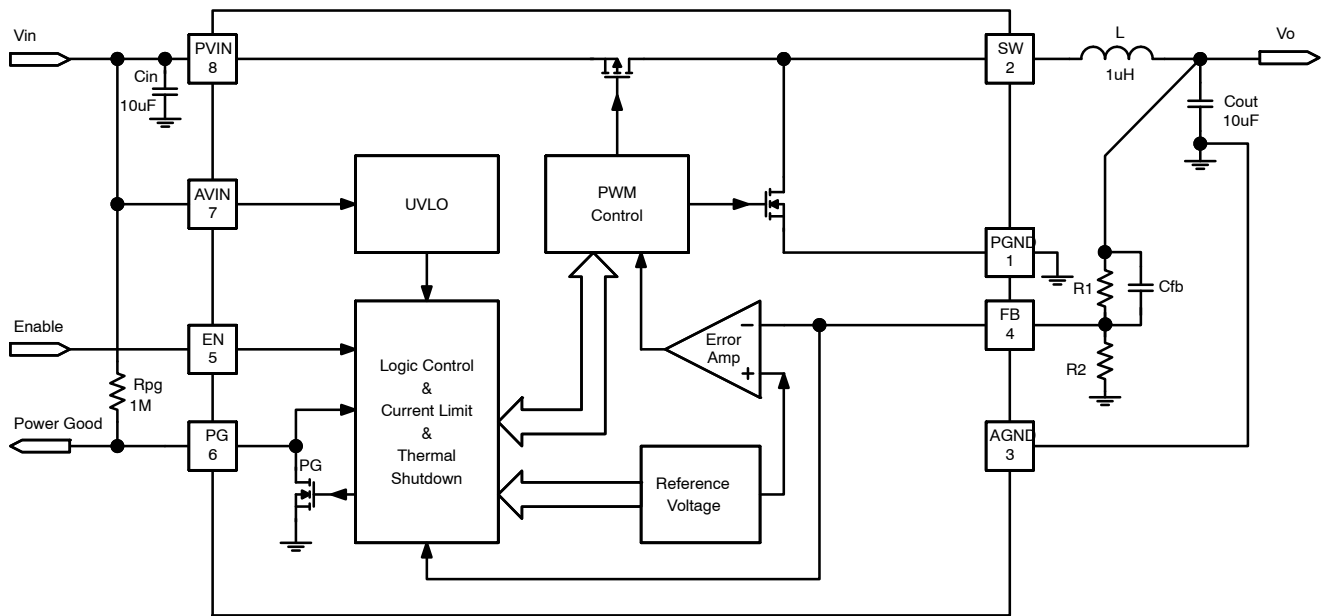 Vin
PVIN
8
Cin
10uF
SW
2
L
1uH
Vo
Cout
10uF
AVIN
7
UVLO
PWM
Control
PGND
1
R1
Cfb
Enable
EN
5
FB
4
Error
Amp
−
+
R2
Rpg
1M
Logic Control
&
Current Limit
&
Thermal
Shutdown
Power Good
PG
6
PG
Reference
Voltage
AGND
3